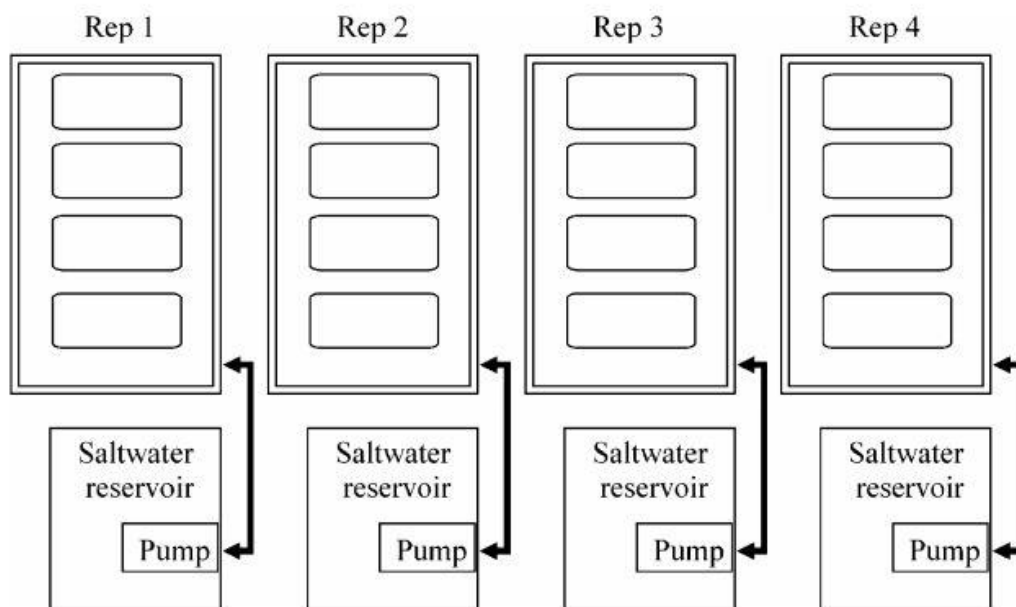 Rep 1
Rep 2
Rep 3
Rep 4
Saltwater
reservoir
Pump
Saltwater
reservoir
Pump
Saltwater
reservoir
Pump
Saltwater
reservoir
Pump